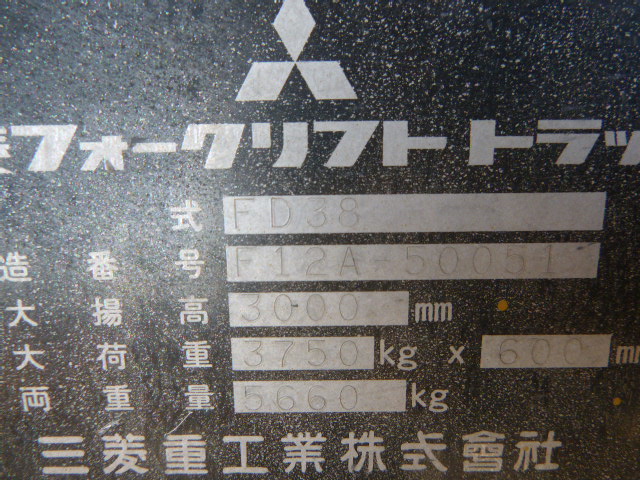 菱フォークリフトトラッ
式 FD38
造番号 F12A-50051
大揚高 3000 mm
大荷重 3750 kg x 600 mm
両重量 5660 kg
三菱重工業株式會社